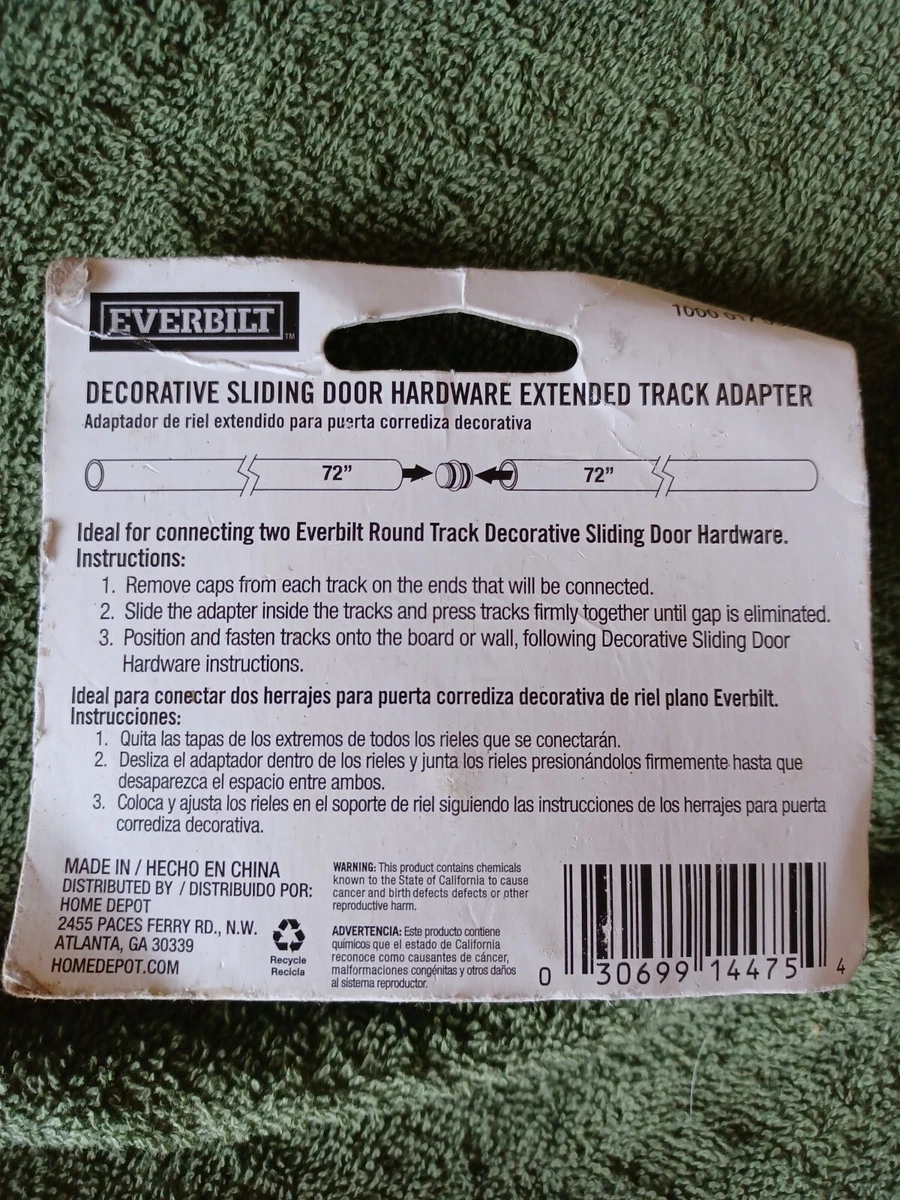 EVERBILT™
1000 017
DECORATIVE SLIDING DOOR HARDWARE EXTENDED TRACK ADAPTER
Adaptador de riel extendido para puerta corrediza decorativa
72" 72"
Ideal for connecting two Everbilt Round Track Decorative Sliding Door Hardware.
Instructions:
1. Remove caps from each track on the ends that will be connected.
2. Slide the adapter inside the tracks and press tracks firmly together until gap is eliminated.
3. Position and fasten tracks onto the board or wall, following Decorative Sliding Door
Hardware instructions.
Ideal para conectar dos herrajes para puerta corrediza decorativa de riel plano Everbilt.
Instrucciones:
1. Quita las tapas de los extremos de todos los rieles que se conectarán.
2. Desliza el adaptador dentro de los rieles y junta los rieles presionándolos firmemente hasta que
desaparezca el espacio entre ambos.
3. Coloca y ajusta los rieles en el soporte de riel siguiendo las instrucciones de los herrajes para puerta
corrediza decorativa.
MADE IN / HECHO EN CHINA
DISTRIBUTED BY / DISTRIBUIDO POR:
HOME DEPOT
2455 PACES FERRY RD., N.W.
ATLANTA, GA 30339
HOMEDEPOT.COM
Recycle
Recicla
WARNING: This product contains chemicals
known to the State of California to cause
cancer and birth defects defects or other
reproductive harm.
ADVERTENCIA: Este producto contiene
químicos que el estado de California
reconoce como causantes de cáncer,
malformaciones congénitas y otros daños
al sistema reproductor.
0 30699 14475 4